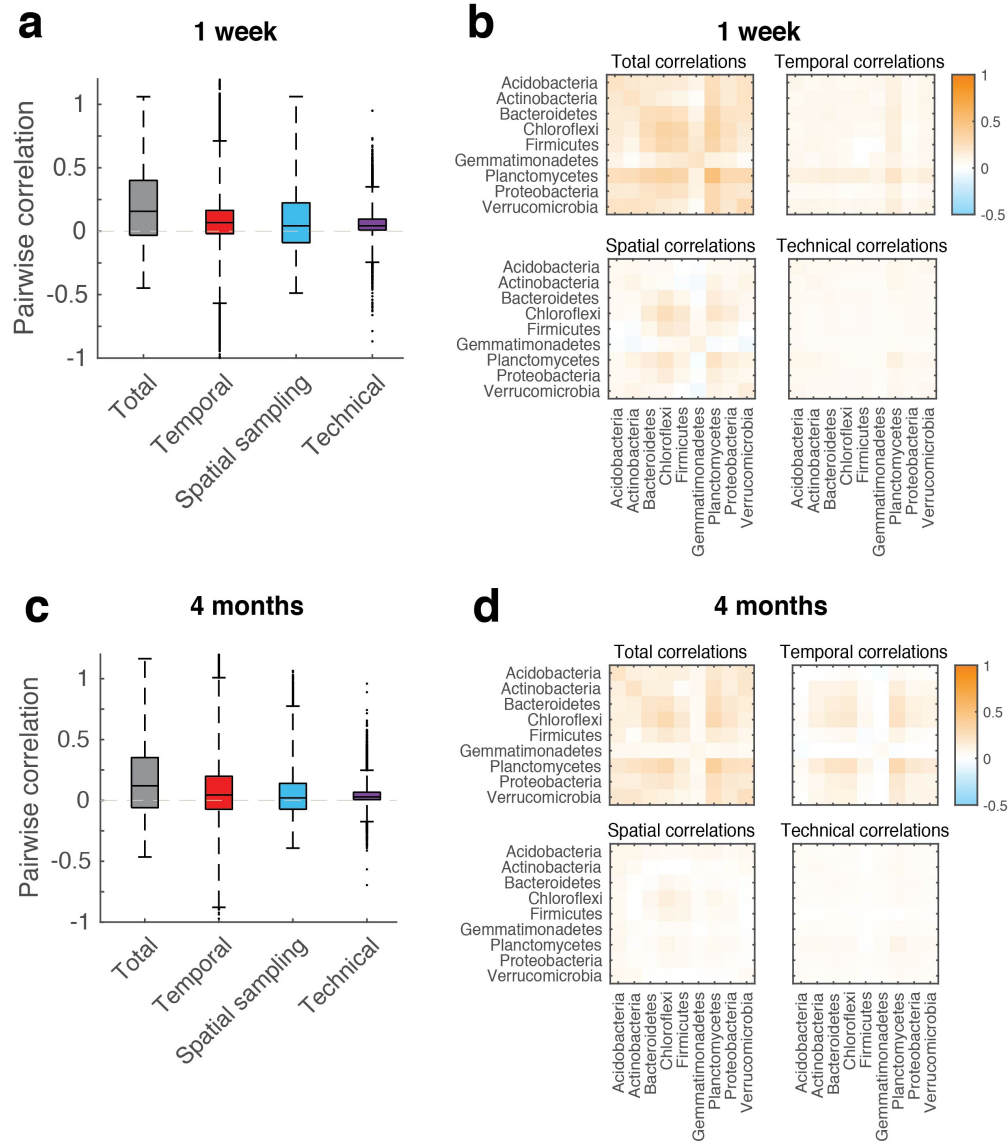 a
1 week
Pairwise correlation
1
0.5
0
-0.5
-1
Total
Temporal
Spatial sampling
Technical
b
1 week
Total correlations
Temporal correlations
Acidobacteria
Actinobacteria
Bacteroidetes
Chloroflexi
Firmicutes
Gemmatimonadetes
Planctomycetes
Proteobacteria
Verrucomicrobia
1
0.5
0
-0.5
Spatial correlations
Technical correlations
Acidobacteria
Actinobacteria
Bacteroidetes
Chloroflexi
Firmicutes
Gemmatimonadetes
Planctomycetes
Proteobacteria
Verrucomicrobia
Acidobacteria
Actinobacteria
Bacteroidetes
Chloroflexi
Firmicutes
Gemmatimonadetes
Planctomycetes
Proteobacteria
Verrucomicrobia
Acidobacteria
Actinobacteria
Bacteroidetes
Chloroflexi
Firmicutes
Gemmatimonadetes
Planctomycetes
Proteobacteria
Verrucomicrobia
c
4 months
Pairwise correlation
1
0.5
0
-0.5
-1
Total
Temporal
Spatial sampling
Technical
d
4 months
Total correlations
Temporal correlations
Acidobacteria
Actinobacteria
Bacteroidetes
Chloroflexi
Firmicutes
Gemmatimonadetes
Planctomycetes
Proteobacteria
Verrucomicrobia
1
0.5
0
-0.5
Spatial correlations
Technical correlations
Acidobacteria
Actinobacteria
Bacteroidetes
Chloroflexi
Firmicutes
Gemmatimonadetes
Planctomycetes
Proteobacteria
Verrucomicrobia
Acidobacteria
Actinobacteria
Bacteroidetes
Chloroflexi
Firmicutes
Gemmatimonadetes
Planctomycetes
Proteobacteria
Verrucomicrobia
Acidobacteria
Actinobacteria
Bacteroidetes
Chloroflexi
Firmicutes
Gemmatimonadetes
Planctomycetes
Proteobacteria
Verrucomicrobia